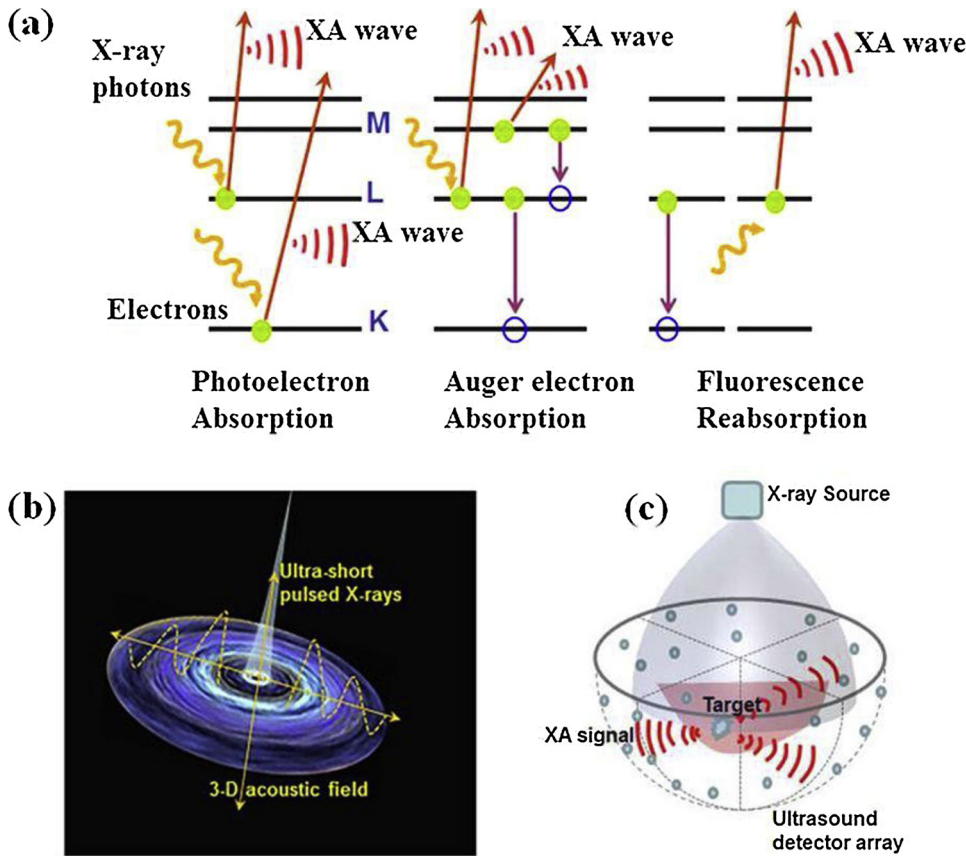 (a)
X-ray
photons
XA wave
XA wave
XA wave
M
L
XA wave
Electrons
K
Photoelectron
Absorption
Auger electron
Absorption
Fluorescence
Reabsorption
(b)
Ultra-short
pulsed X-rays
3-D acoustic field
(c)
X-ray Source
Target
XA signal
Ultrasound
detector array